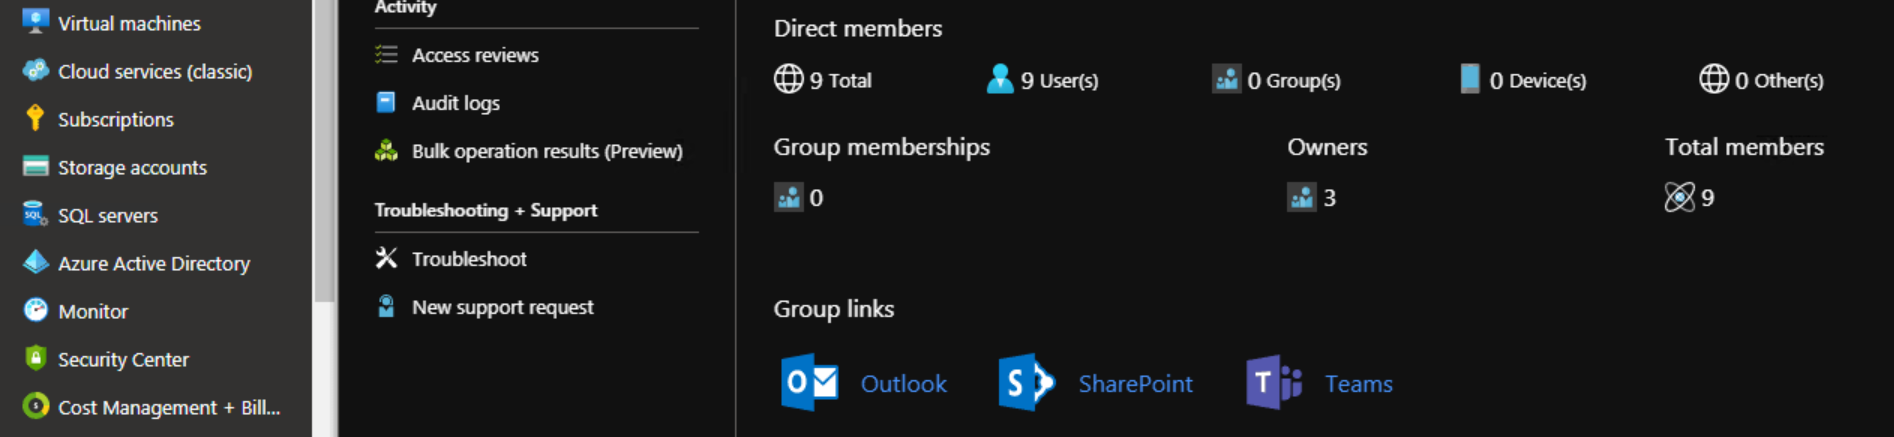 Virtual machines
Cloud services (classic)
Subscriptions
Storage accounts
SQL servers
Azure Active Directory
Monitor
Security Center
Cost Management + Bill...
Activity
Access reviews
Audit logs
Bulk operation results (Preview)
Troubleshooting + Support
Troubleshoot
New support request
Direct members
9 Total 9 User(s) 0 Group(s) 0 Device(s) 0 Other(s)
Group memberships Owners Total members
0 3 9
Group links
Outlook SharePoint Teams